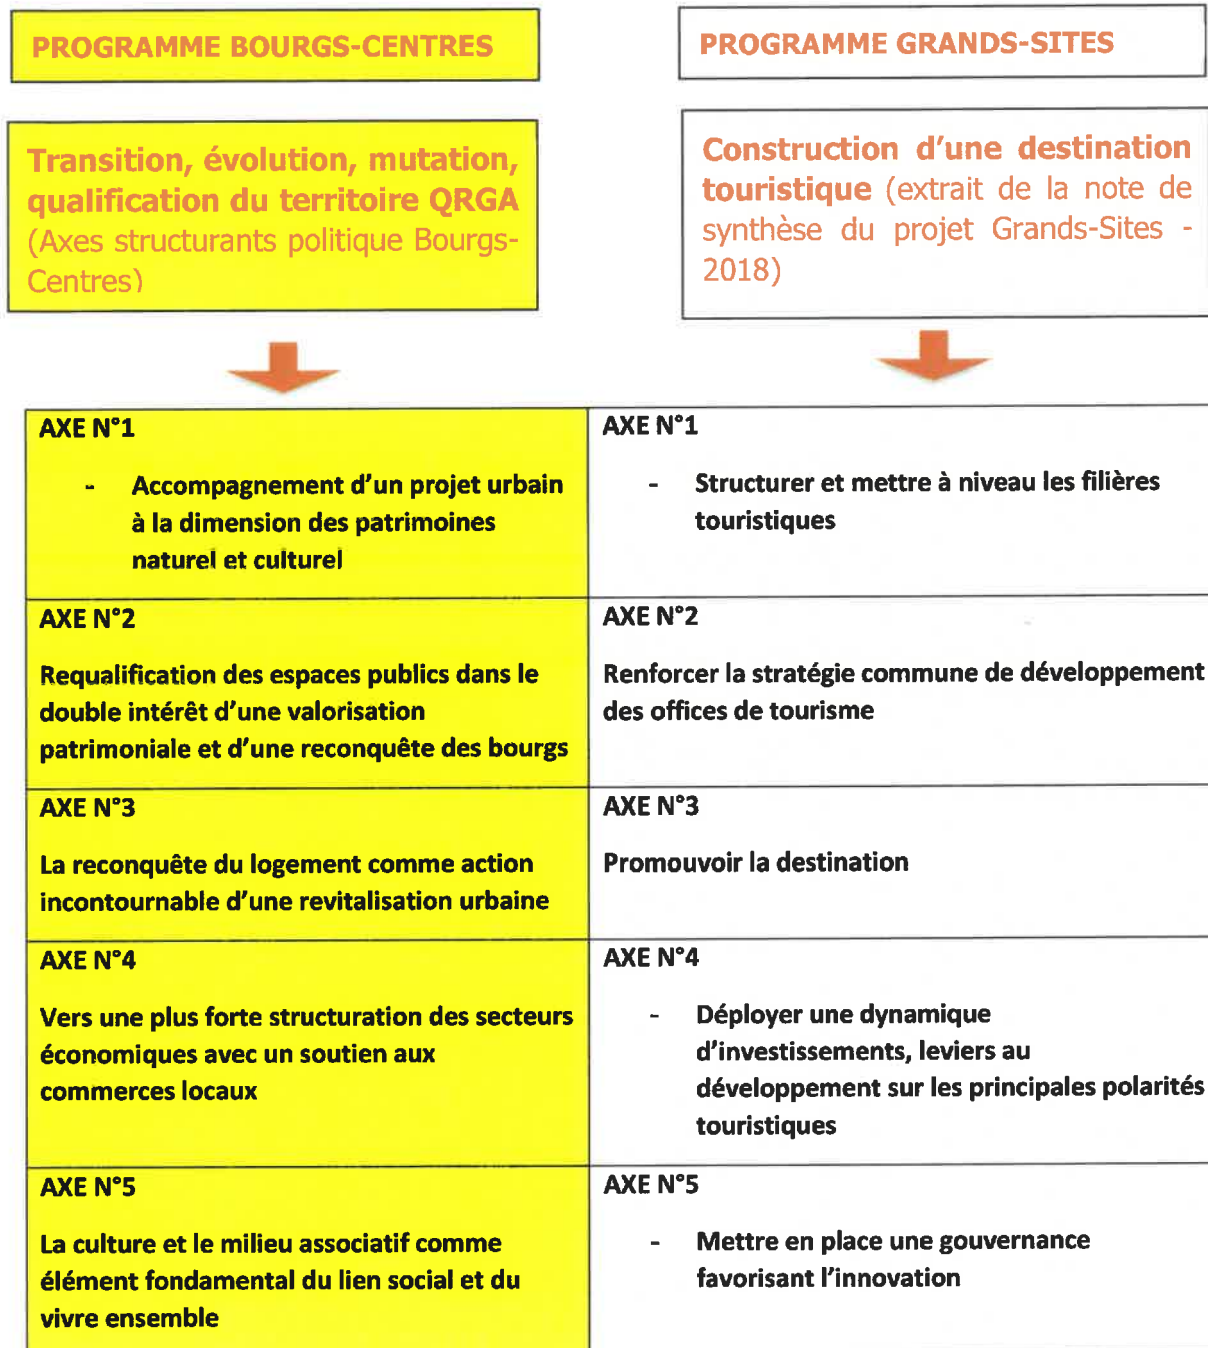 PROGRAMME BOURGS-CENTRES
PROGRAMME GRANDS-SITES
Transition, évolution, mutation,
qualification du territoire QRGA
(Axes structurants politique Bourgs-
Centres)
Construction d'une destination
touristique (extrait de la note de
synthèse du projet Grands-Sites -
2018)
AXE N°1
- Accompagnement d'un projet urbain
à la dimension des patrimoines
naturel et culturel
AXE N°1
- Structurer et mettre à niveau les filières
touristiques
AXE N°2
Requalification des espaces publics dans le
double intérêt d'une valorisation
patrimoniale et d'une reconquête des bourgs
AXE N°2
Renforcer la stratégie commune de développement
des offices de tourisme
AXE N°3
La reconquête du logement comme action
incontournable d'une revitalisation urbaine
AXE N°3
Promouvoir la destination
AXE N°4
Vers une plus forte structuration des secteurs
économiques avec un soutien aux
commerces locaux
AXE N°4
- Déployer une dynamique
d'investissements, leviers au
développement sur les principales polarités
touristiques
AXE N°5
La culture et le milieu associatif comme
élément fondamental du lien social et du
vivre ensemble
AXE N°5
- Mettre en place une gouvernance
favorisant l'innovation